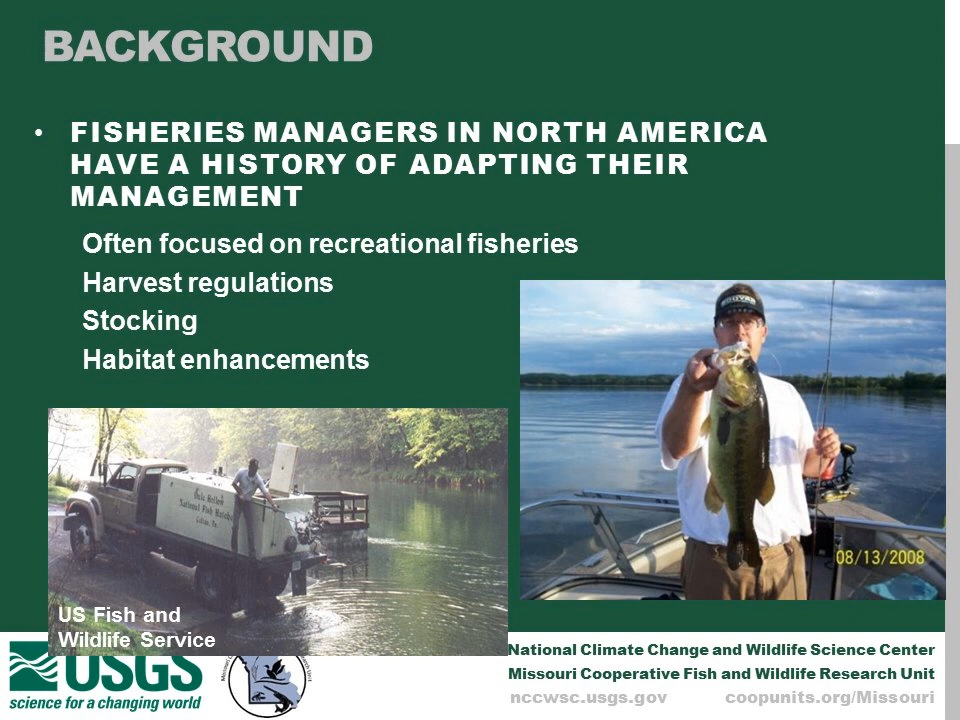 BACKGROUND
• FISHERIES MANAGERS IN NORTH AMERICA
HAVE A HISTORY OF ADAPTING THEIR
MANAGEMENT
Often focused on recreational fisheries
Harvest regulations
Stocking
Habitat enhancements
National Fish Hatchery
08/13/2008
US Fish and
Wildlife Service
USGS
science for a changing world
National Climate Change and Wildlife Science Center
Missouri Cooperative Fish and Wildlife Research Unit
nccwsc.usgs.gov coopunits.org/Missouri